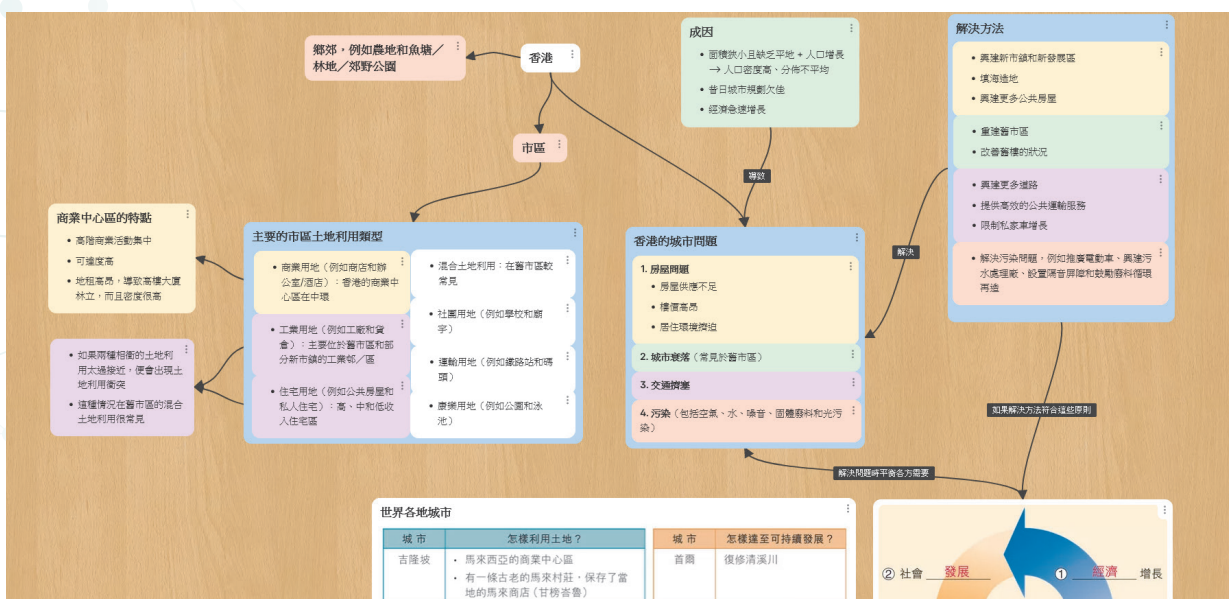 鄉郊，例如農地和魚塘／
林地／郊野公園
香港
市區
成因
• 面積狹小且缺乏平地 + 人口增長
→ 人口密度高、分佈不平均
• 昔日城市規劃欠佳
• 經濟急速增長
導致
解決方法
• 興建新市鎮和新發展區
• 填海造地
• 興建更多公共房屋
• 重建舊市區
• 改善舊樓的狀況
• 興建更多道路
• 提供高效的公共運輸服務
• 限制私家車增長
• 解決污染問題，例如推廣電動車、興建污
水處理廠、設置隔音屏障和鼓勵廢料循環
再造
解決
商業中心區的特點
• 高階商業活動集中
• 可達度高
• 地租高昂，導致高樓大廈
林立，而且密度很高
• 如果兩種相衝的土地利
用太過接近，便會出現土
地利用衝突
• 這種情況在舊市區的混合
土地利用很常見
主要的市區土地利用類型
• 商業用地（例如商店和辦
公室/酒店）：香港的商業中
心區在中環
• 工業用地（例如工廠和貨
倉）：主要位於舊市區和部
分新市鎮的工業邨／區
• 住宅用地（例如公共房屋和
私人住宅）：高、中和低收
入住宅區
• 混合土地利用：在舊市區較
常見
• 社團用地（例如學校和廟
宇）
• 運輸用地（例如鐵路站和碼
頭）
• 康樂用地（例如公園和泳
池）
香港的城市問題
1. 房屋問題
• 房屋供應不足
• 樓價高昂
• 居住環境擠迫
2. 城市衰落（常見於舊市區）
3. 交通擠塞
4. 污染（包括空氣、水、噪音、固體廢料和光污
染）
如果解決方法符合這些原則
解決問題時平衡各方需要
世界各地城市
城市 怎樣利用土地？
吉隆坡 • 馬來西亞的商業中心區
• 有一條古老的馬來村莊，保存了當
地的馬來商店（甘榜峇魯）
城市 怎樣達至可持續發展？
首爾 復修清溪川
② 社會 發展
① 經濟 增長